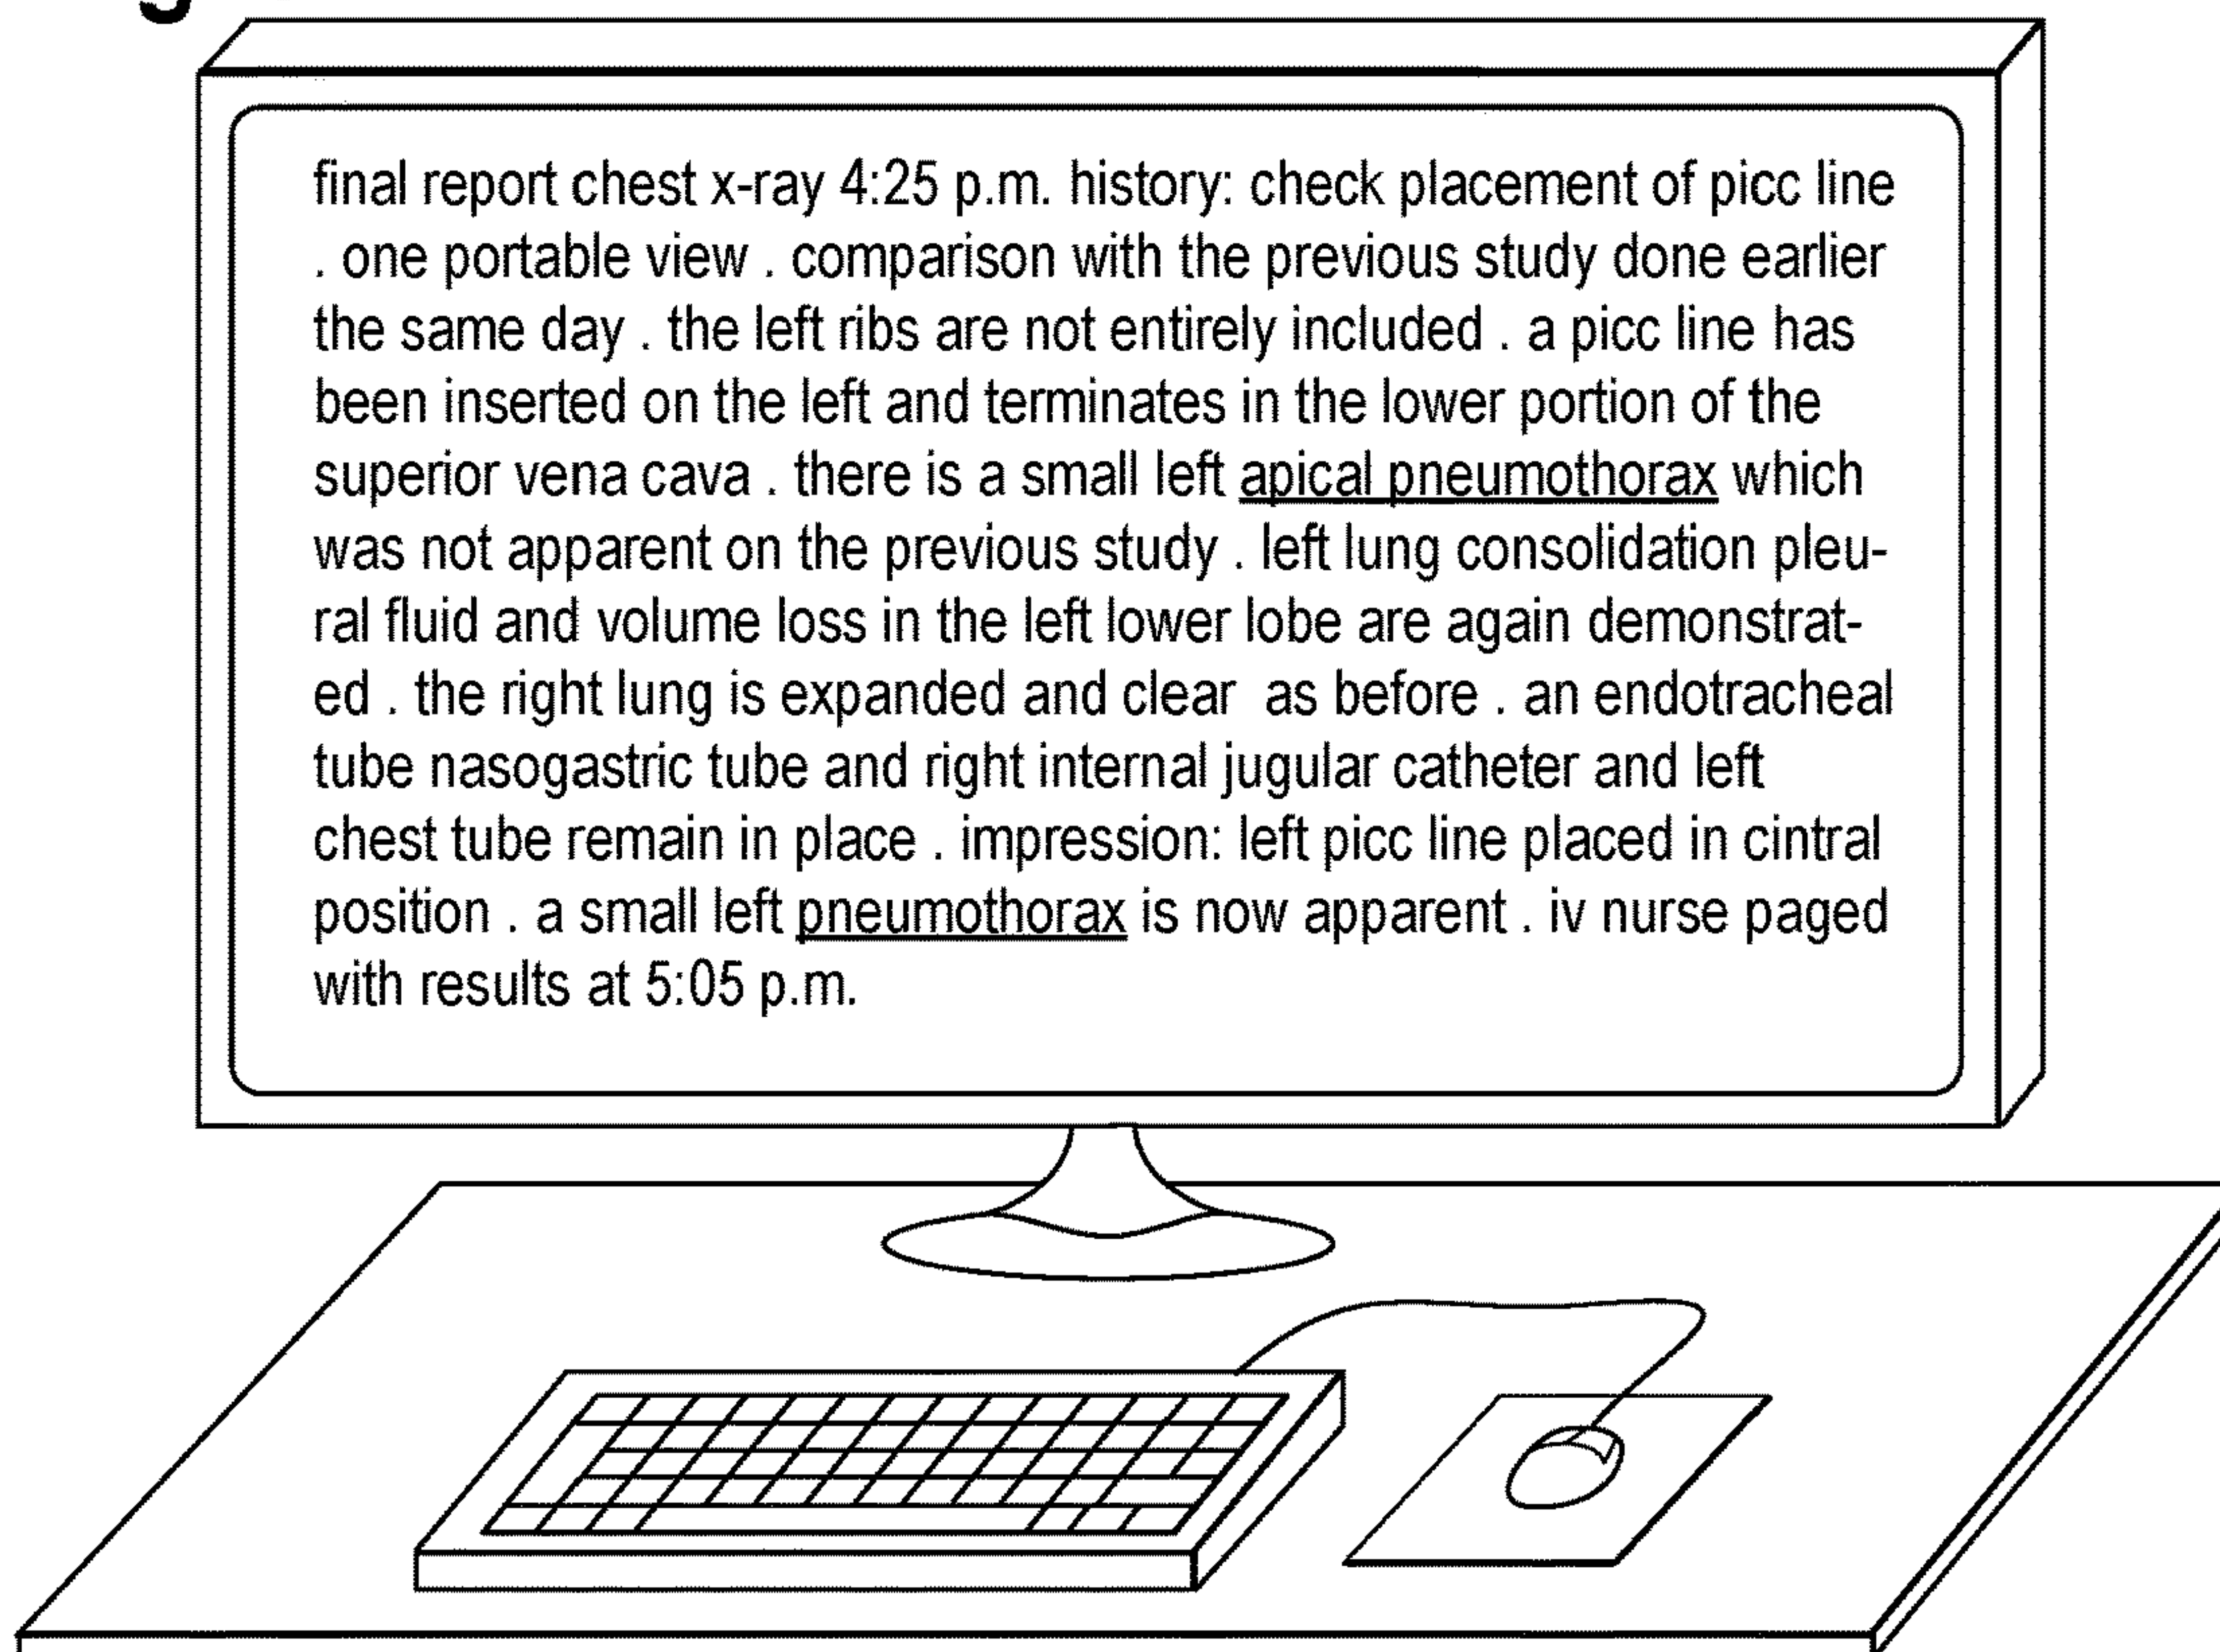 final report chest x-ray 4:25 p.m. history: check placement of picc line
. one portable view . comparison with the previous study done earlier
the same day . the left ribs are not entirely included . a picc line has
been inserted on the left and terminates in the lower portion of the
superior vena cava . there is a small left apical pneumothorax which
was not apparent on the previous study . left lung consolidation pleu-
ral fluid and volume loss in the left lower lobe are again demonstrat-
ed . the right lung is expanded and clear  as before . an endotracheal
tube nasogastric tube and right internal jugular catheter and left
chest tube remain in place . impression: left picc line placed in cintral
position . a small left pneumothorax is now apparent . iv nurse paged
with results at 5:05 p.m.